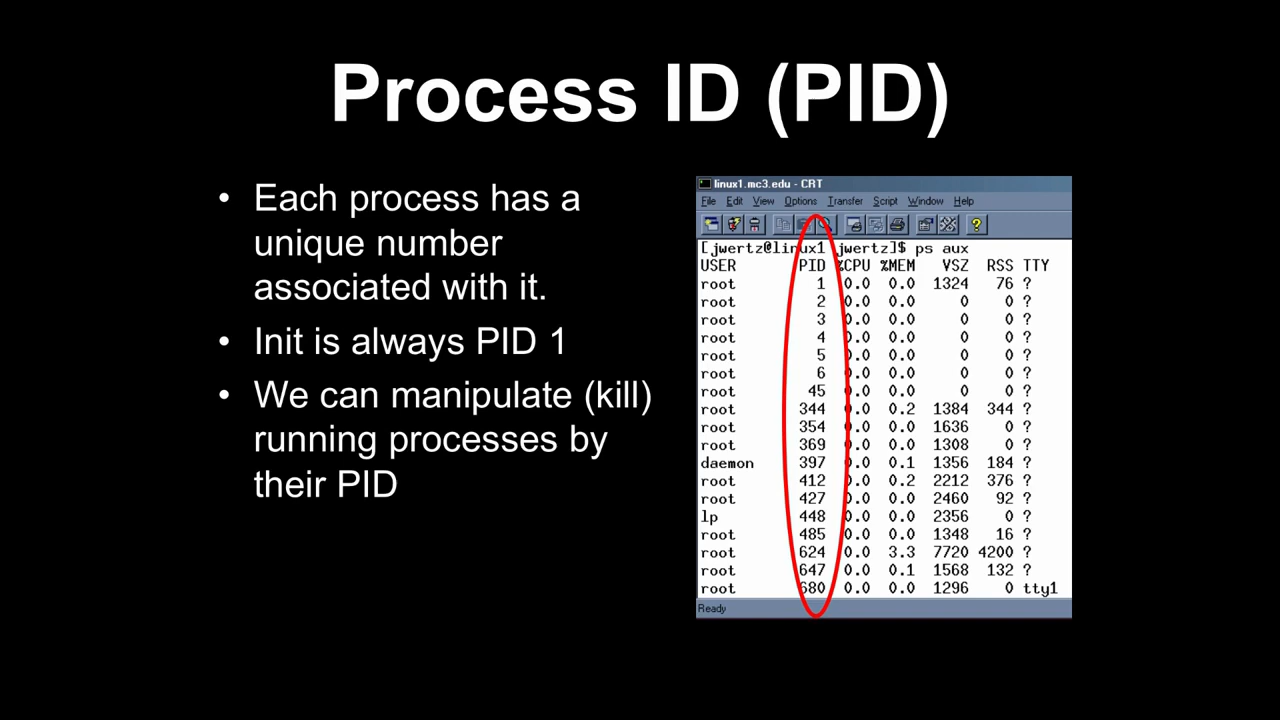 Process ID (PID)
• Each process has a
unique number
associated with it.
• Init is always PID 1
• We can manipulate (kill)
running processes by
their PID
linux1.mc3.edu - CRT
File Edit View Options Transfer Script Window Help
[jwertz@linux1 jwertz]$ ps aux
USER PID %CPU %MEM VSZ RSS TTY
root 1 0.0 0.0 1324 76 ?
root 2 0.0 0.0 0 0 ?
root 3 0.0 0.0 0 0 ?
root 4 0.0 0.0 0 0 ?
root 5 0.0 0.0 0 0 ?
root 6 0.0 0.0 0 0 ?
root 45 0.0 0.0 0 0 ?
root 344 0.0 0.2 1384 344 ?
root 354 0.0 0.0 1636 0 ?
root 369 0.0 0.0 1308 0 ?
daemon 397 0.0 0.1 1356 184 ?
root 412 0.0 0.2 2212 376 ?
root 427 0.0 0.0 2460 92 ?
lp 448 0.0 0.0 2356 0 ?
root 485 0.0 0.0 1348 16 ?
root 624 0.0 3.3 7720 4200 ?
root 647 0.0 0.1 1568 132 ?
root 680 0.0 0.0 1296 0 tty1
Ready